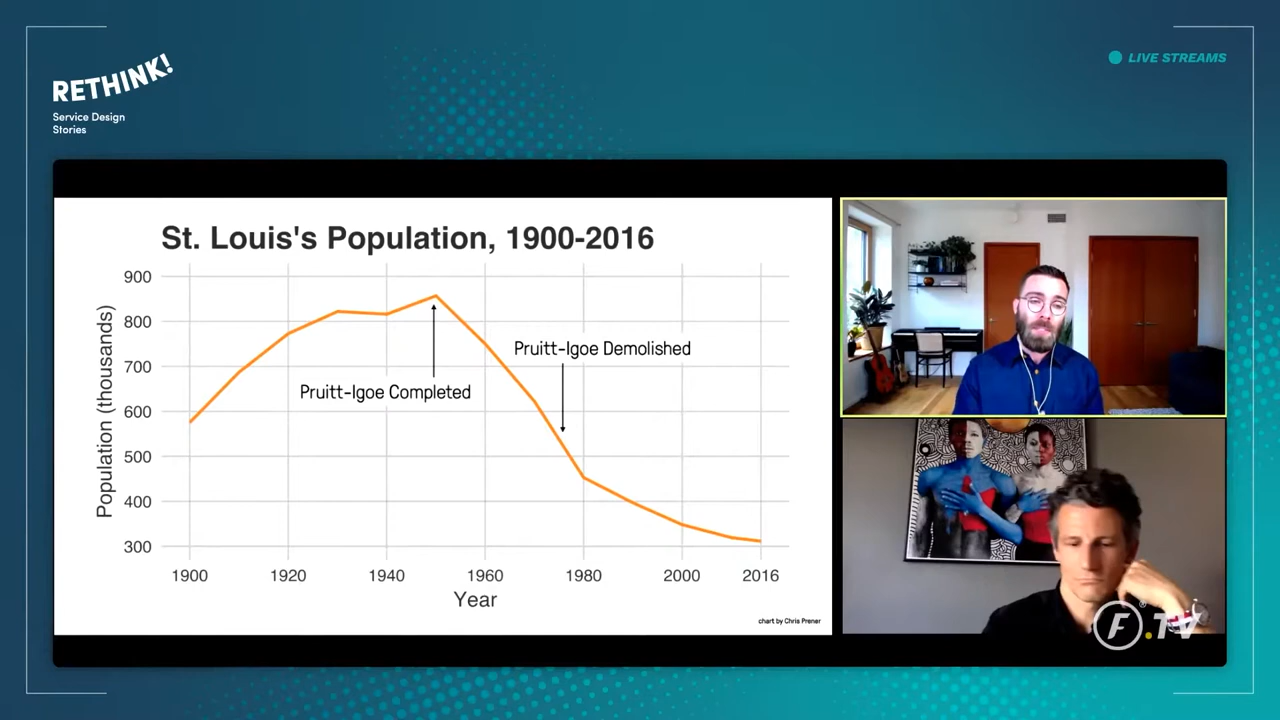 RETHINK!
Service Design
Stories
LIVE STREAMS
St. Louis's Population, 1900-2016
Population (thousands)
900
800
700
600
500
400
300
Pruitt-Igoe Demolished
Pruitt-Igoe Completed
1900 1920 1940 1960 1980 2000 2016
Year
chart by Chris Prener
F® .TV